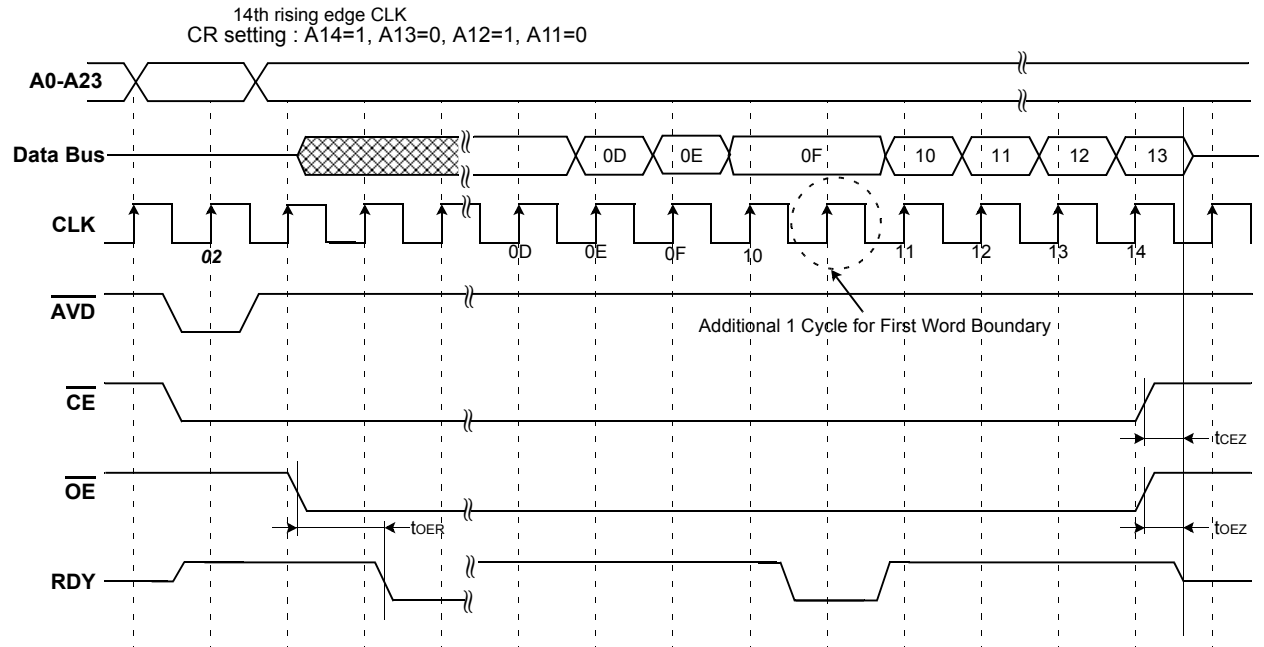 14th rising edge CLK
CR setting : A14=1, A13=0, A12=1, A11=0
A0-A23
Data Bus
0D 0E 0F 10 11 12 13
CLK
02 0D 0E 0F 10 11 12 13 14
AVD
Additional 1 Cycle for First Word Boundary
CE
tCEZ
OE
tOER
tOEZ
RDY